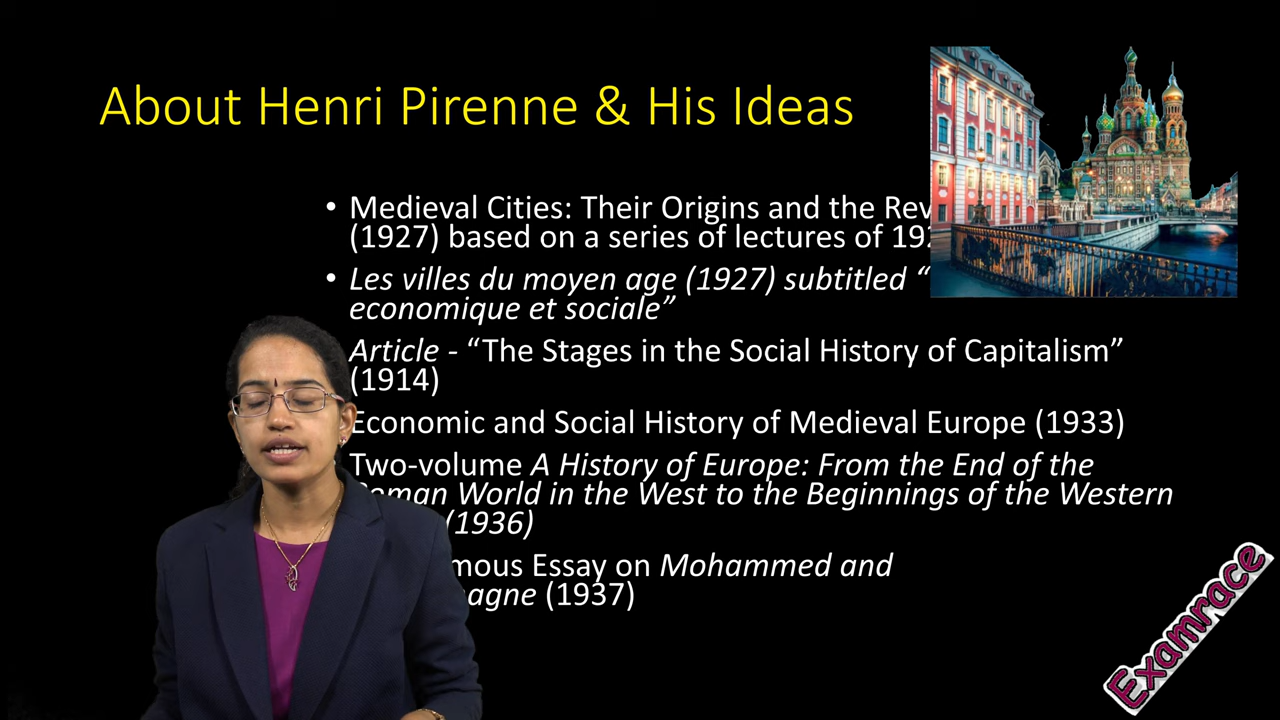 About Henri Pirenne & His Ideas
• Medieval Cities: Their Origins and the Rev
(1927) based on a series of lectures of 192
• Les villes du moyen age (1927) subtitled “
economique et sociale”
Article - “The Stages in the Social History of Capitalism”
(1914)
Economic and Social History of Medieval Europe (1933)
Two-volume A History of Europe: From the End of the
Roman World in the West to the Beginnings of the Western
(1936)
Essay on Mohammed and
(1937)
Examrace